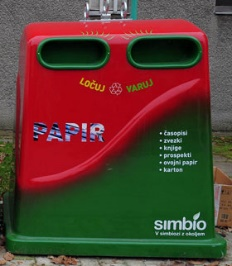 LOČUJ VARUJ
PAPIR
• časopisi
• zvezki
• knjige
• prospekti
• ovojni papir
• karton
simbio
V simbiozi z okoljem